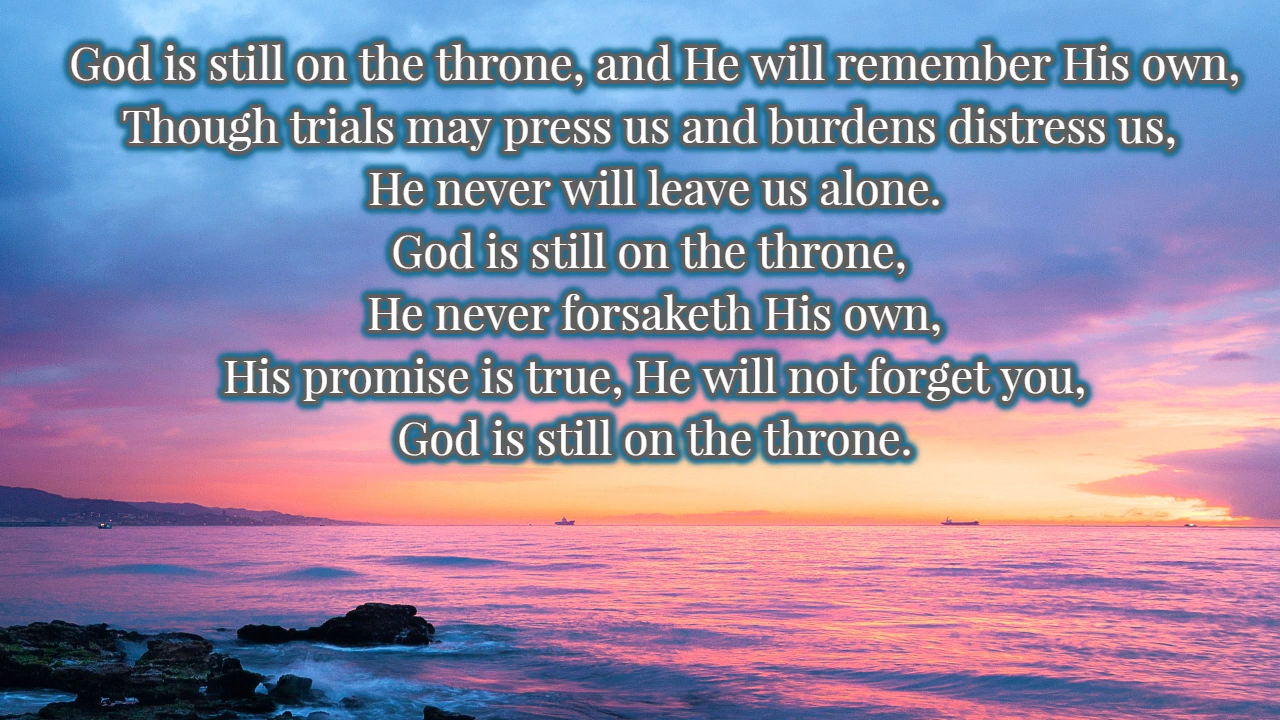 God is still on the throne, and He will remember His own,
Though trials may press us and burdens distress us,
He never will leave us alone.
God is still on the throne,
He never forsaketh His own,
His promise is true, He will not forget you,
God is still on the throne.